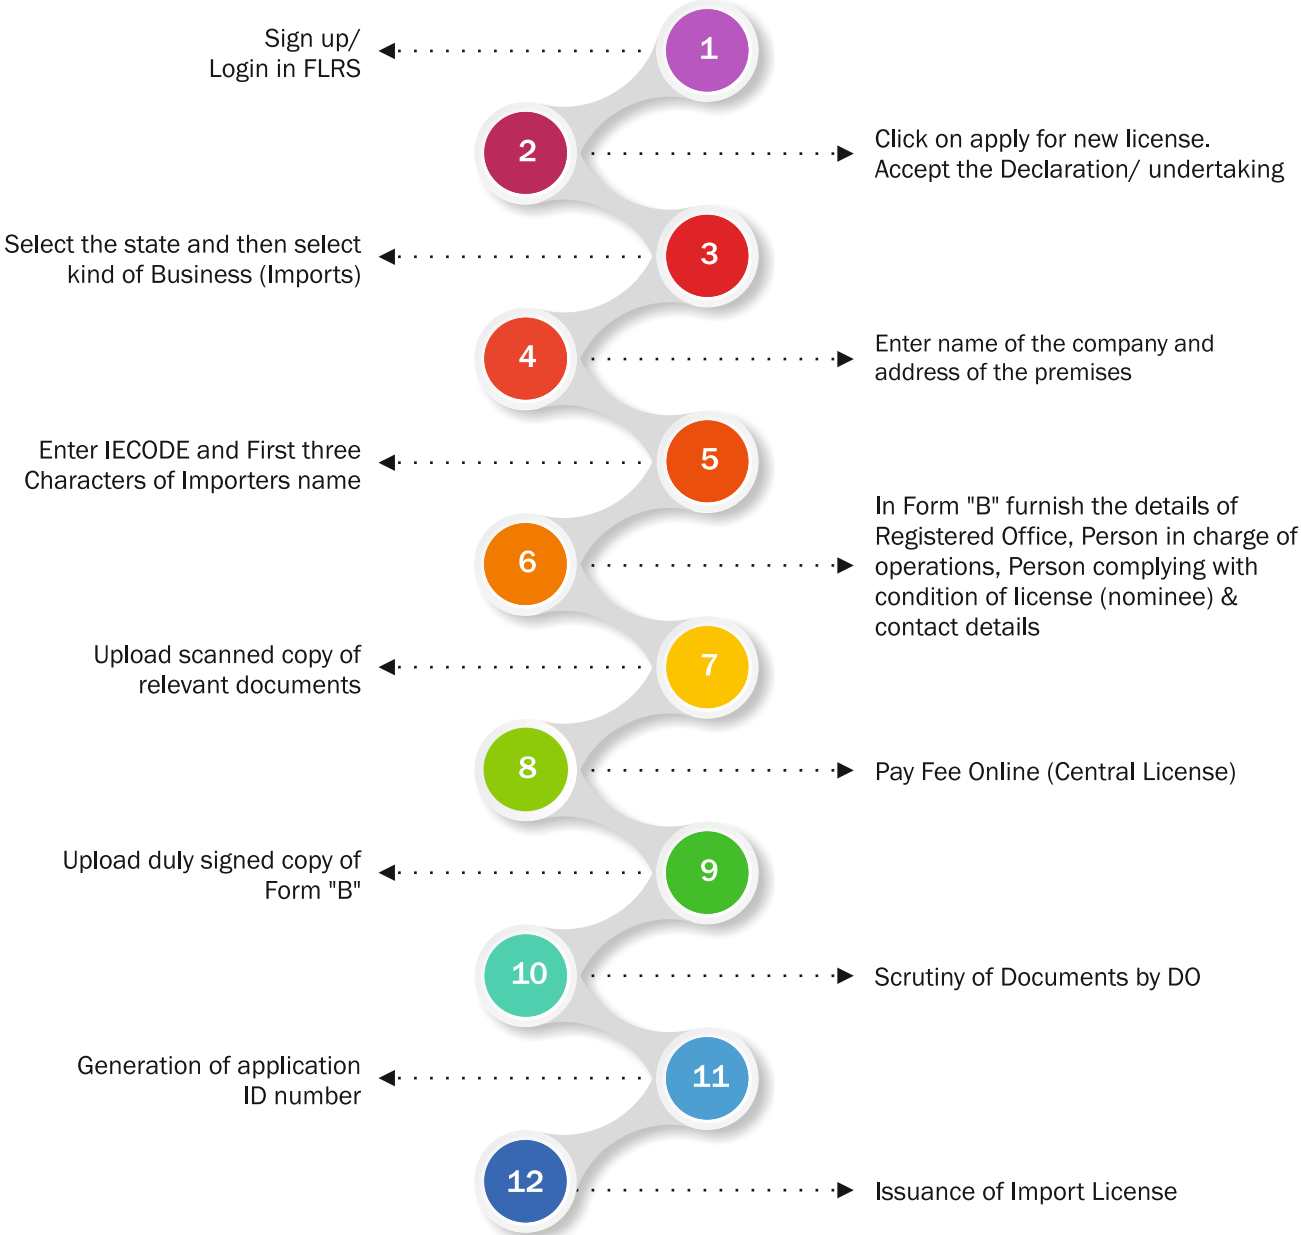 Sign up/
Login in FLRS
1
2
Click on apply for new license.
Accept the Declaration/ undertaking
Select the state and then select
kind of Business (Imports)
3
4
Enter name of the company and
address of the premises
Enter IECODE and First three
Characters of Importers name
5
6
In Form "B" furnish the details of
Registered Office, Person in charge of
operations, Person complying with
condition of license (nominee) &
contact details
Upload scanned copy of
relevant documents
7
8
Pay Fee Online (Central License)
Upload duly signed copy of
Form "B"
9
10
Scrutiny of Documents by DO
Generation of application
ID number
11
12
Issuance of Import License